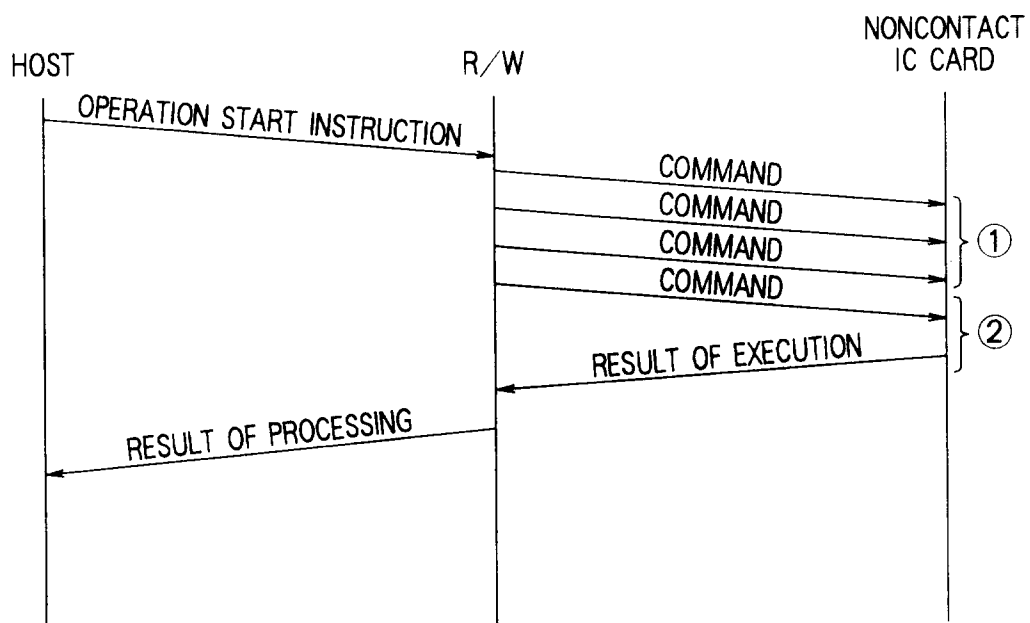 HOST
R/W
NONCONTACT
IC CARD
OPERATION START INSTRUCTION
COMMAND
COMMAND
COMMAND
COMMAND
①
②
RESULT OF EXECUTION
RESULT OF PROCESSING